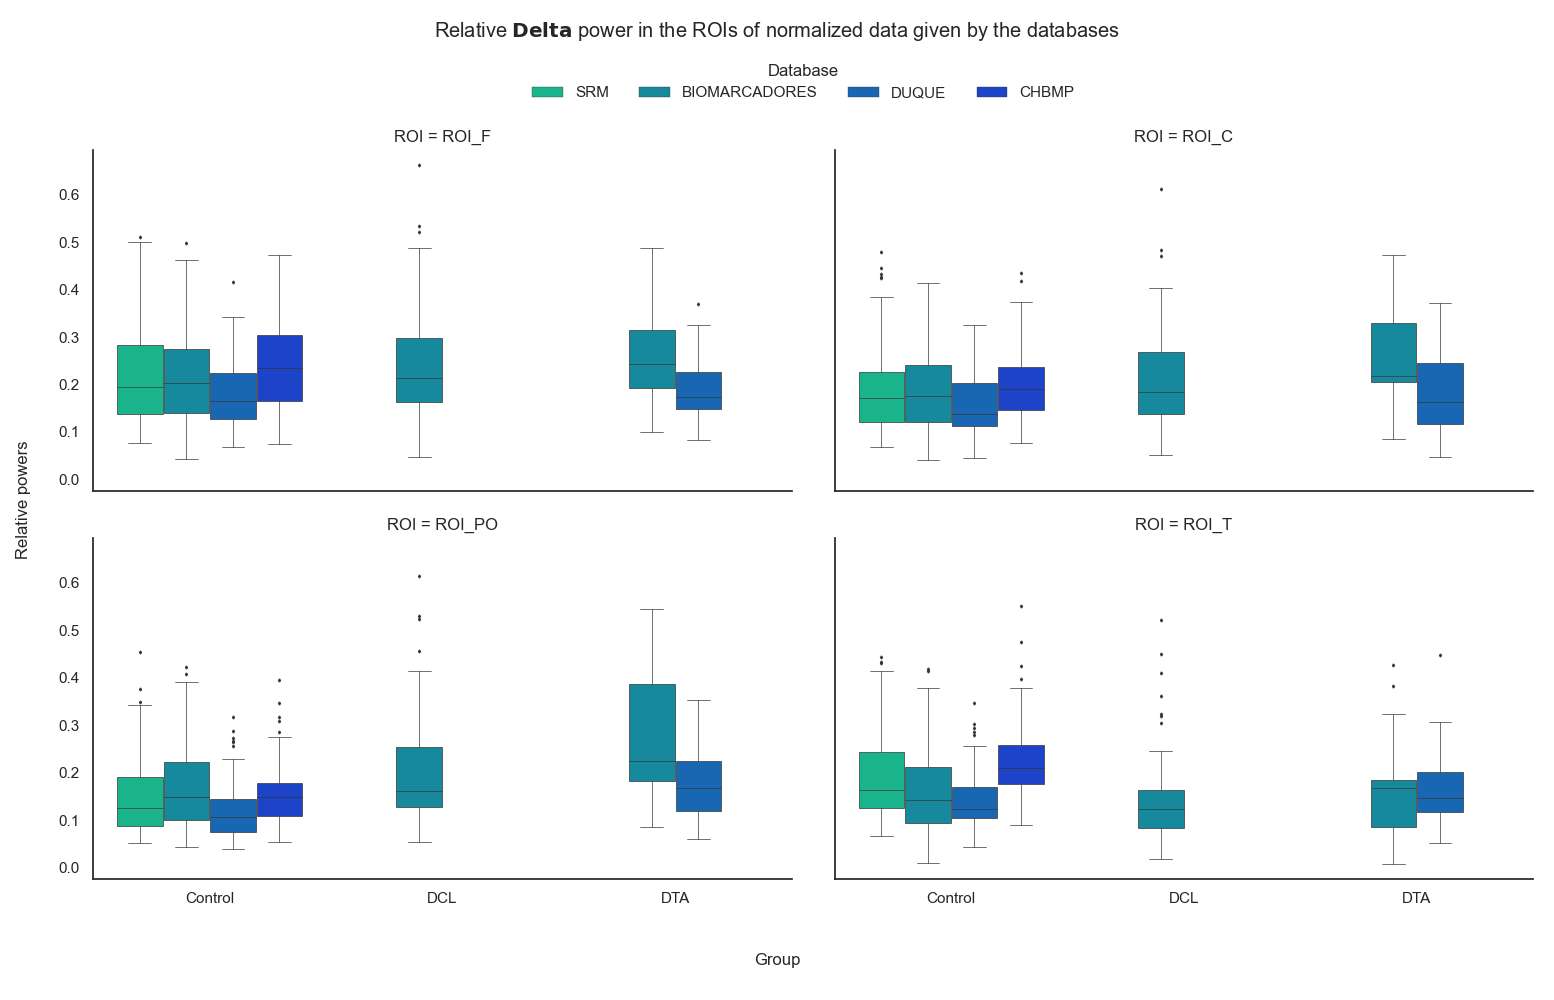 Relative Delta power in the ROIs of normalized data given by the databases
Database
SRM BIOMARCADORES DUQUE CHBMP
ROI = ROI_F
0.6
0.5
0.4
0.3
0.2
0.1
0.0
ROI = ROI_C
Relative powers
ROI = ROI_PO
0.6
0.5
0.4
0.3
0.2
0.1
0.0
Control DCL DTA
ROI = ROI_T
Control DCL DTA
Group